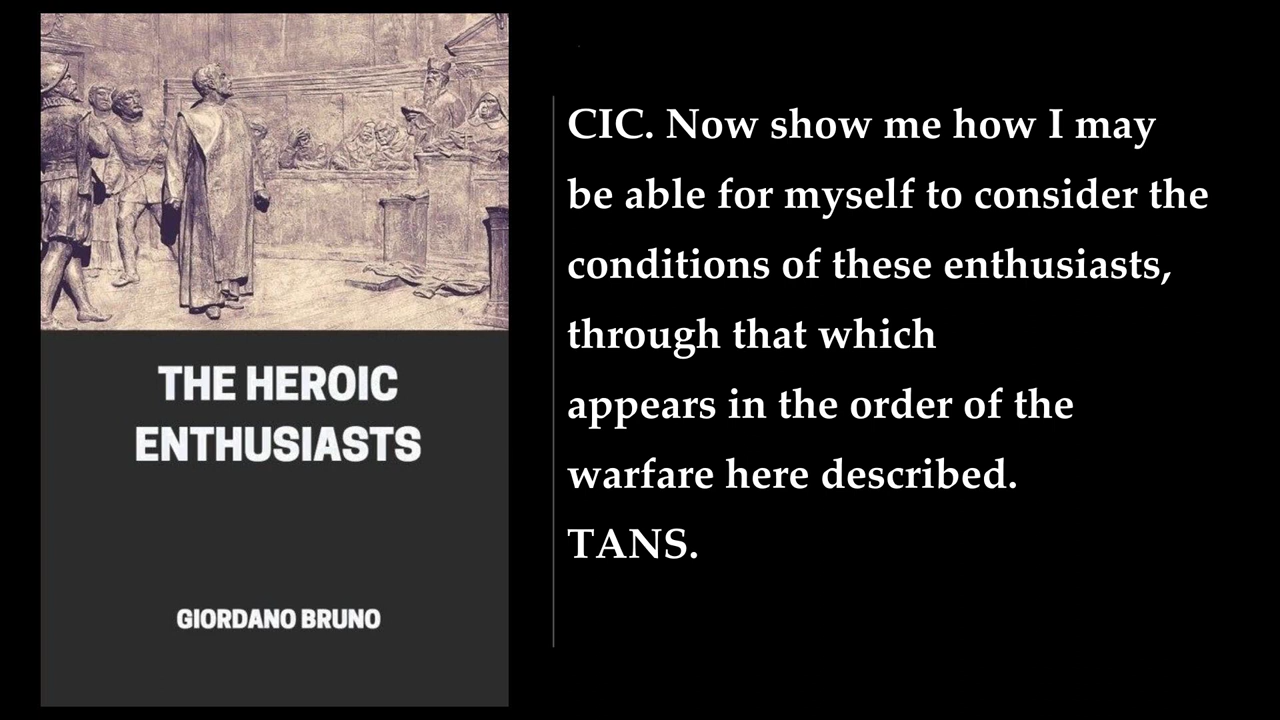 THE HEROIC
ENTHUSIASTS
GIORDANO BRUNO
CIC. Now show me how I may
be able for myself to consider the
conditions of these enthusiasts,
through that which
appears in the order of the
warfare here described.
TANS.